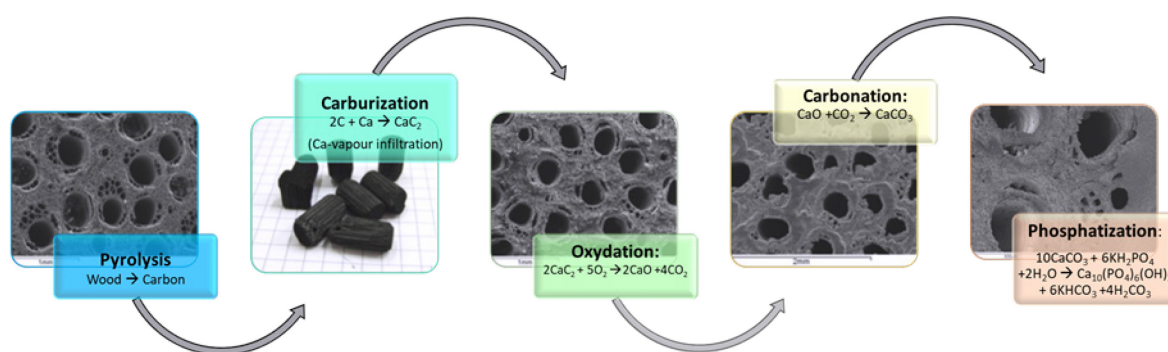 Pyrolysis
Wood → Carbon
Carburization
2C + Ca → CaC₂
(Ca-vapour infiltration)
Oxydation:
2CaC₂ + 5O₂ →2CaO +4CO₂
Carbonation:
CaO +CO₂ → CaCO₃
2mm
Phosphatization:
10CaCO₃ + 6KH₂PO₄
+2H₂O → Ca₁₀(PO₄)₆(OH)
+ 6KHCO₃ +4H₂CO₃